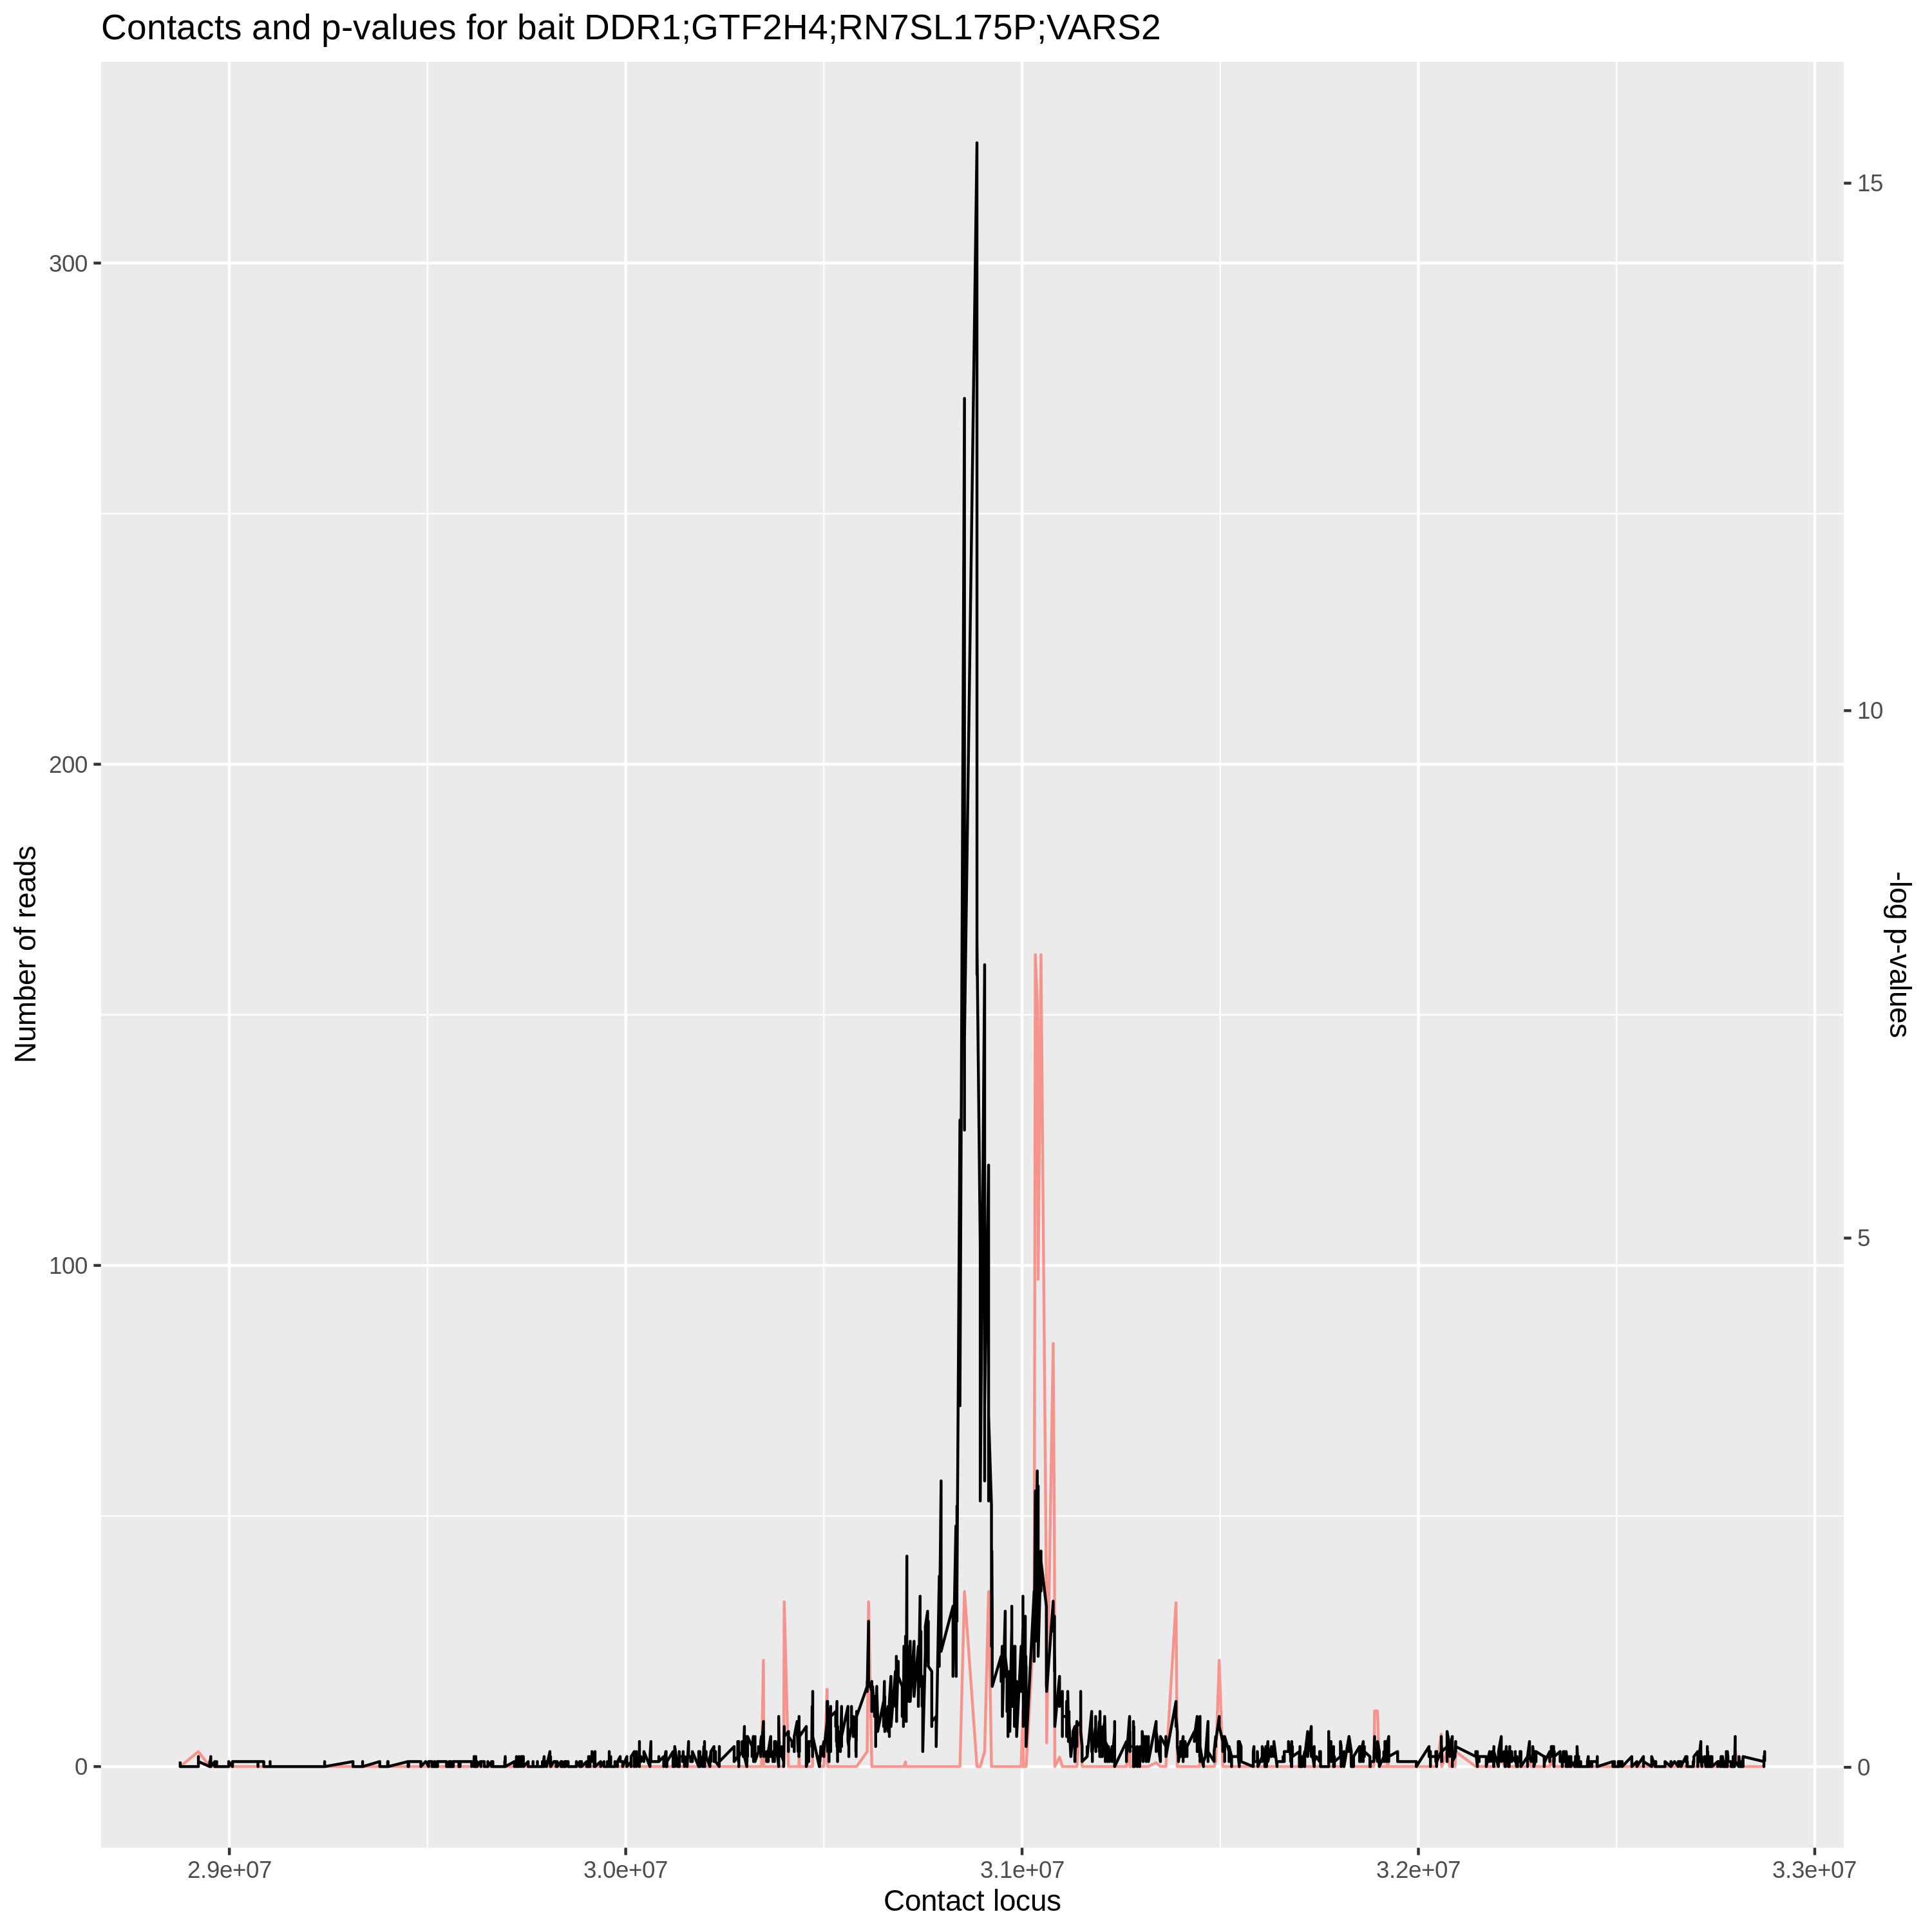 Contacts and p-values for bait DDR1;GTF2H4;RN7SL175P;VARS2
300
200
100
0
Number of reads
15
10
5
0
-log p-values
2.9e+07
3.0e+07
3.1e+07
3.2e+07
3.3e+07
Contact locus